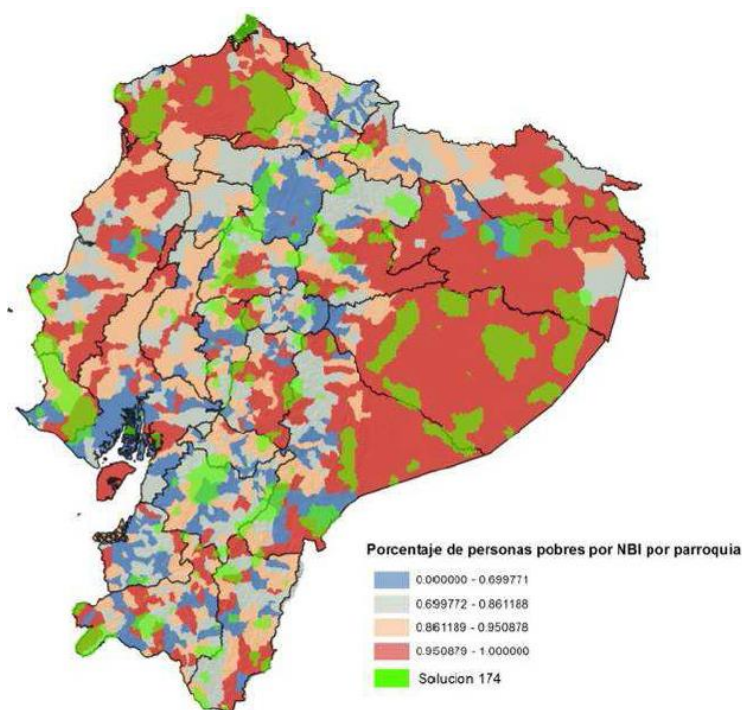 Porcentaje de personas pobres por NBI por parroquia
0.000000 - 0.699771
0.699772 - 0.861188
0.861189 - 0.950878
0.950879 - 1.000000
Solucion 174